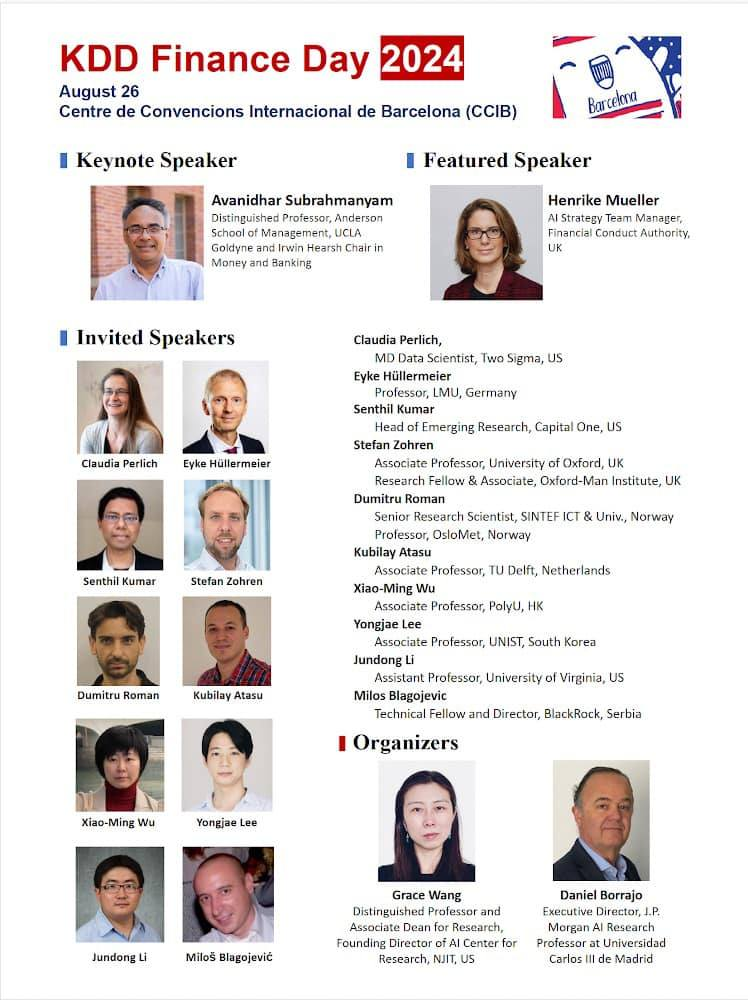 KDD Finance Day 2024
August 26
Centre de Convencions Internacional de Barcelona (CCIB)
Barcelona
Keynote Speaker
Avanidhar Subrahmanyam
Distinguished Professor, Anderson
School of Management, UCLA
Goldyne and Irwin Hearsh Chair in
Money and Banking
Featured Speaker
Henrike Mueller
AI Strategy Team Manager,
Financial Conduct Authority,
UK
Invited Speakers
Claudia Perlich
Eyke Hüllermeier
Senthil Kumar
Stefan Zohren
Dumitru Roman
Kubilay Atasu
Xiao-Ming Wu
Yongjae Lee
Jundong Li
Miloš Blagojević
Claudia Perlich,
MD Data Scientist, Two Sigma, US
Eyke Hüllermeier
Professor, LMU, Germany
Senthil Kumar
Head of Emerging Research, Capital One, US
Stefan Zohren
Associate Professor, University of Oxford, UK
Research Fellow & Associate, Oxford-Man Institute, UK
Dumitru Roman
Senior Research Scientist, SINTEF ICT & Univ., Norway
Professor, OsloMet, Norway
Kubilay Atasu
Associate Professor, TU Delft, Netherlands
Xiao-Ming Wu
Associate Professor, PolyU, HK
Yongjae Lee
Associate Professor, UNIST, South Korea
Jundong Li
Assistant Professor, University of Virginia, US
Milos Blagojevic
Technical Fellow and Director, BlackRock, Serbia
Organizers
Grace Wang
Distinguished Professor and
Associate Dean for Research,
Founding Director of AI Center for
Research, NJIT, US
Daniel Borrajo
Executive Director, J.P.
Morgan AI Research
Professor at Universidad
Carlos III de Madrid